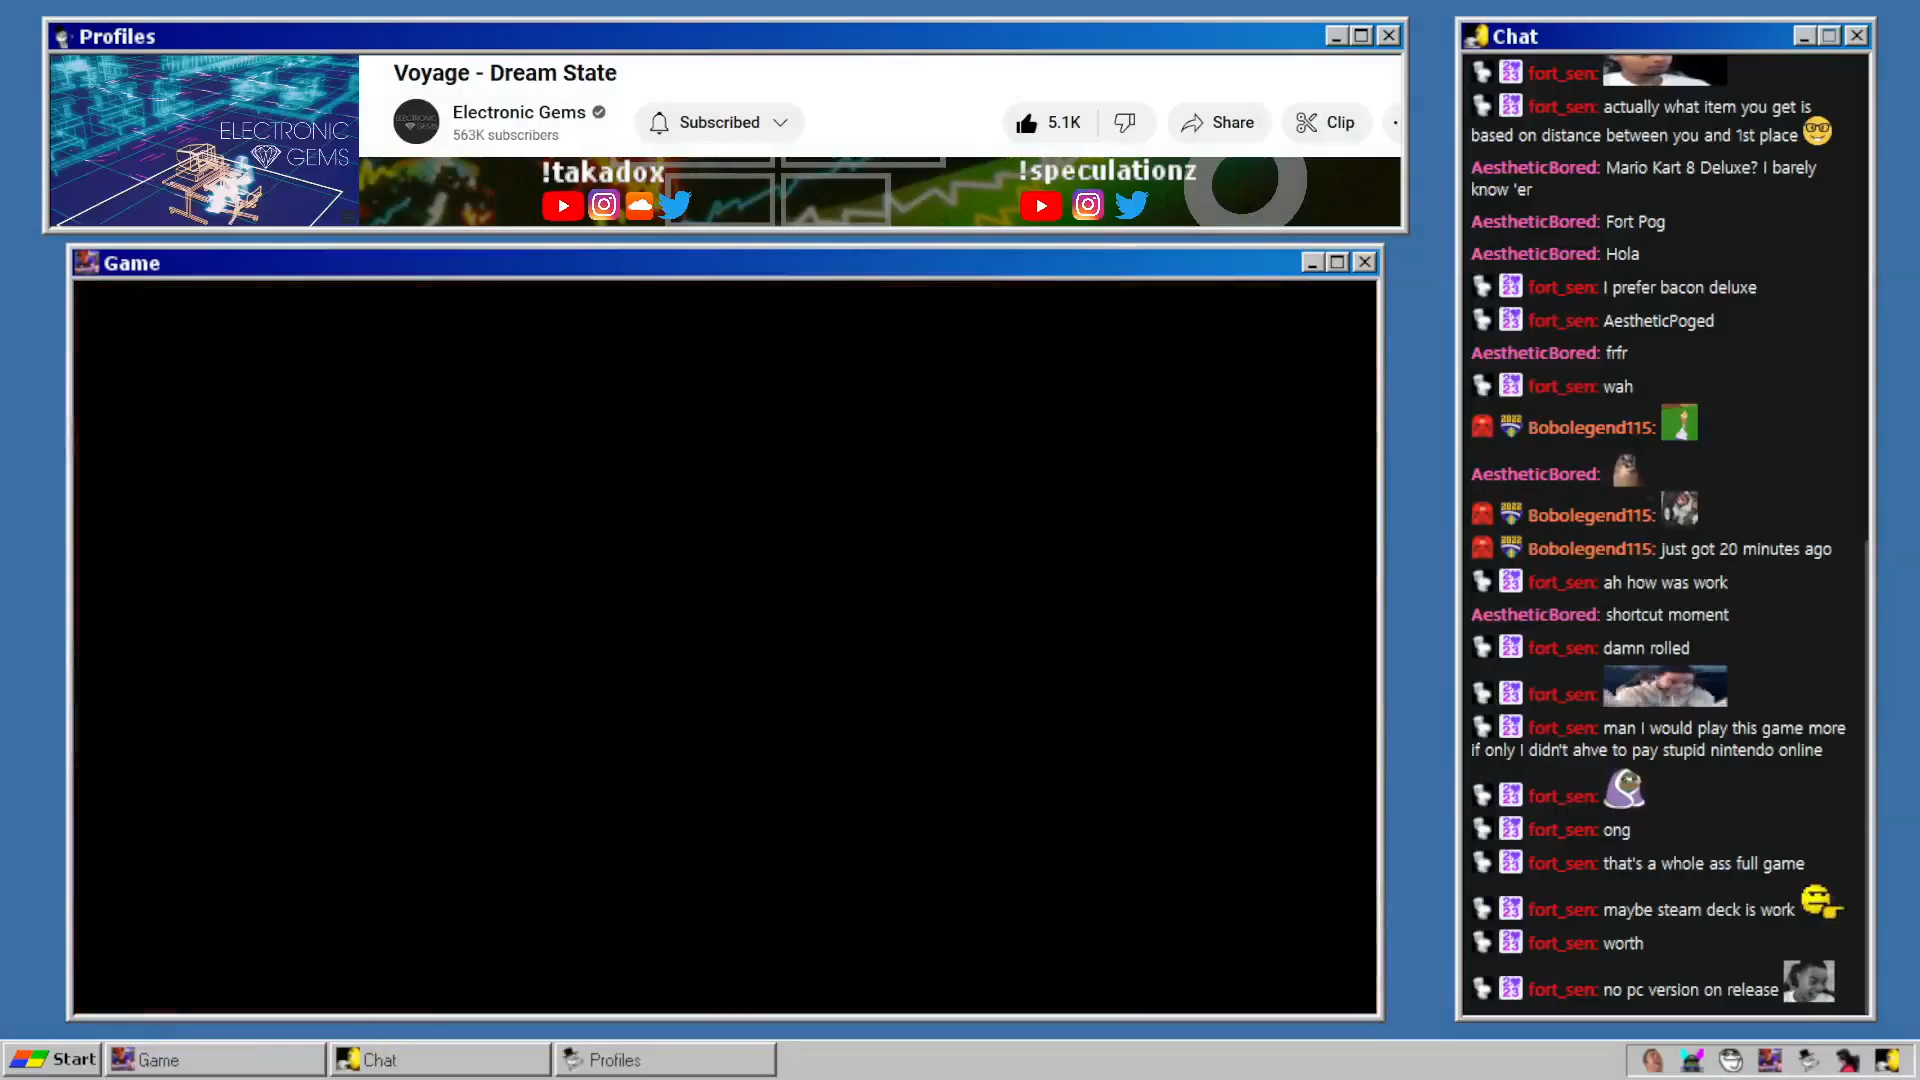 Profiles
ELECTRONIC
GEMS
Voyage - Dream State
Electronic Gems
563K subscribers
Subscribed
5.1K
Share
Clip
!takadox
!speculationz
Game
Chat
fort_sen:
fort_sen: actually what item you get is
based on distance between you and 1st place
AestheticBored: Mario Kart 8 Deluxe? I barely
know 'er
AestheticBored: Fort Pog
AestheticBored: Hola
fort_sen: I prefer bacon deluxe
fort_sen: AestheticPoged
AestheticBored: frfr
fort_sen: wah
Bobolegend115:
AestheticBored:
Bobolegend115:
Bobolegend115: just got 20 minutes ago
fort_sen: ah how was work
AestheticBored: shortcut moment
fort_sen: damn rolled
fort_sen:
fort_sen: man I would play this game more
if only I didn't ahve to pay stupid nintendo online
fort_sen:
fort_sen: ong
fort_sen: that's a whole ass full game
fort_sen: maybe steam deck is work
fort_sen: worth
fort_sen: no pc version on release
Start
Game
Chat
Profiles